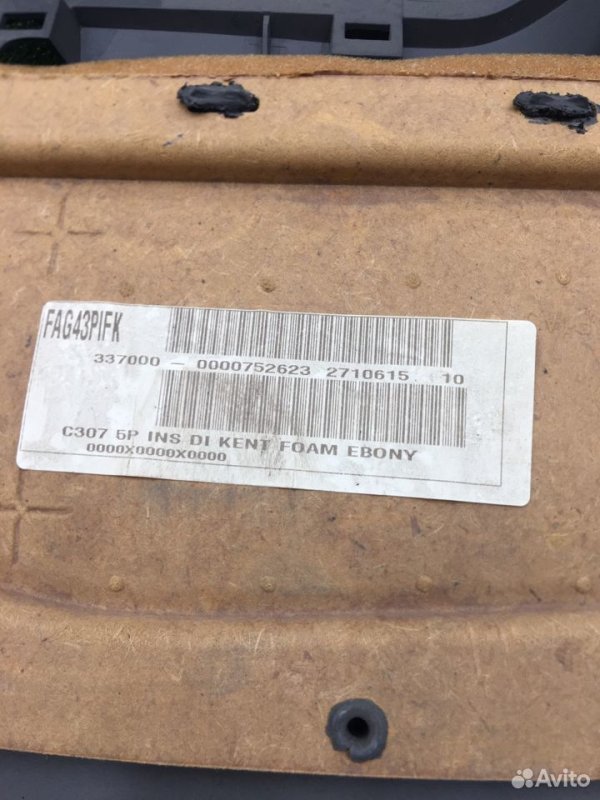 FAG43PIFK
337000 - 0000752623 2710615 10
C307 5P INS DI KENT FOAM EBONY
0000X0000X0000
Avito